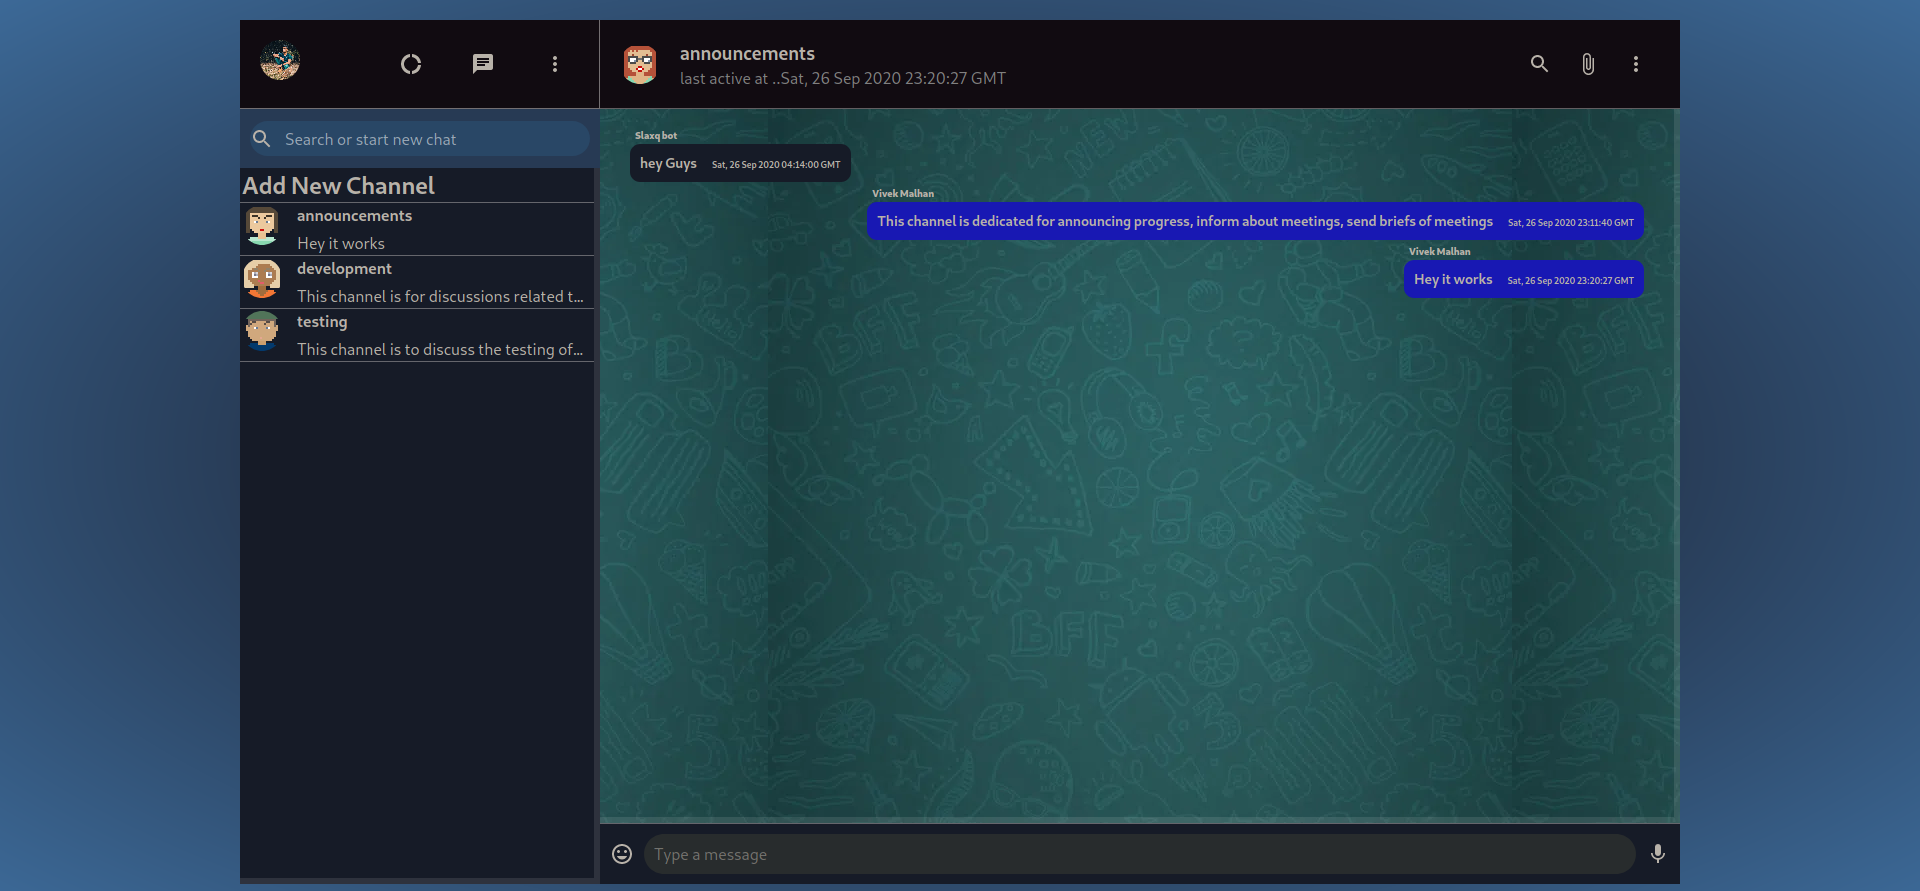 announcements
last active at ..Sat, 26 Sep 2020 23:20:27 GMT
Search or start new chat
Add New Channel
announcements
Hey it works
development
This channel is for discussions related t...
testing
This channel is to discuss the testing of...
Slaxq bot
hey Guys Sat, 26 Sep 2020 04:14:00 GMT
Vivek Malhan
This channel is dedicated for announcing progress, inform about meetings, send briefs of meetings Sat, 26 Sep 2020 23:11:40 GMT
Vivek Malhan
Hey it works Sat, 26 Sep 2020 23:20:27 GMT
BFF
Type a message